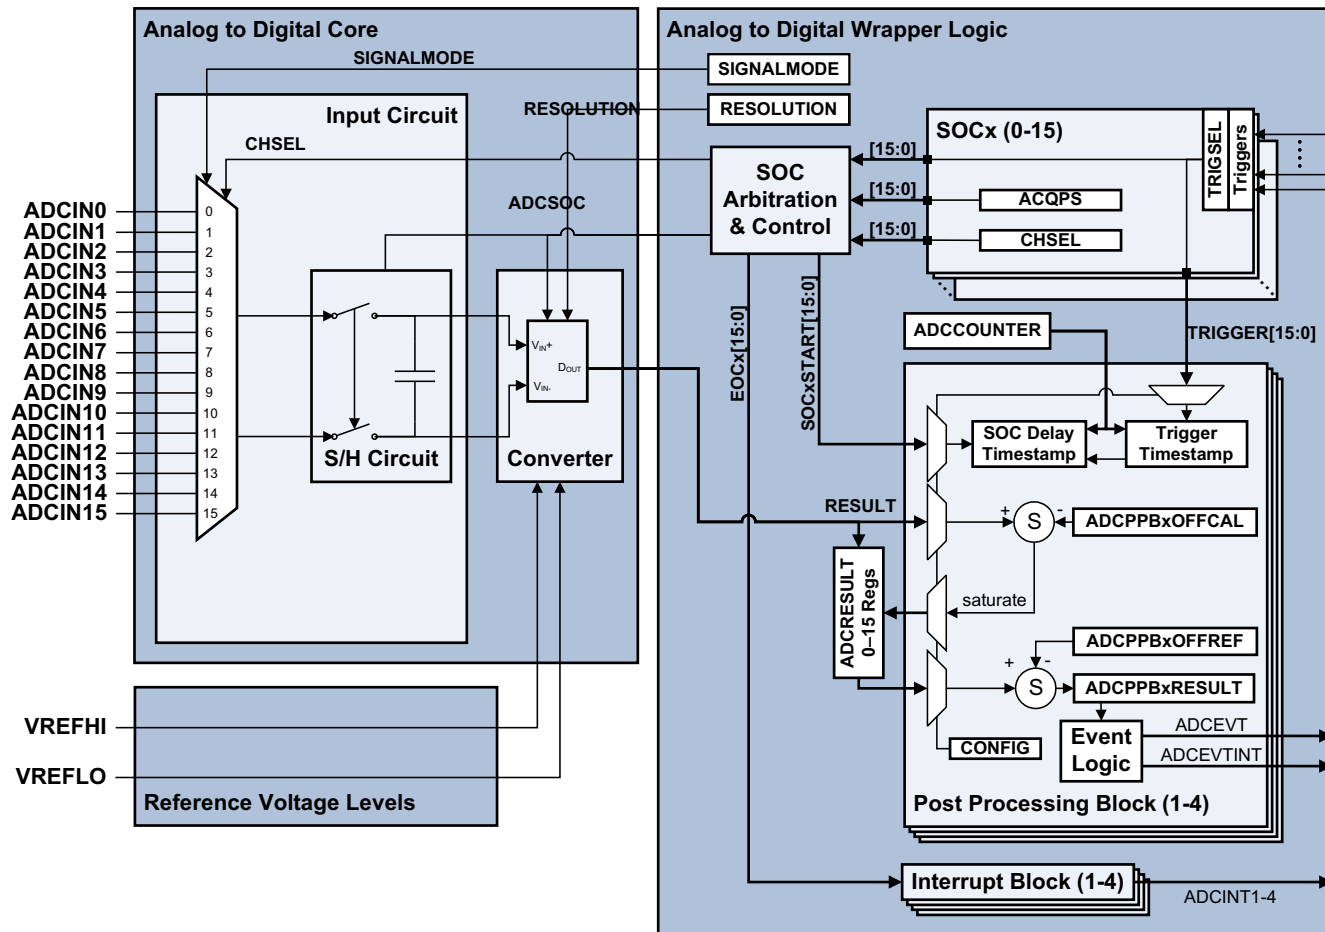 Analog to Digital Core
SIGNALMODE
Input Circuit
RESOLUTION
CHSEL
ADCSOC
ADCIN0
ADCIN1
ADCIN2
ADCIN3
ADCIN4
ADCIN5
ADCIN6
ADCIN7
ADCIN8
ADCIN9
ADCIN10
ADCIN11
ADCIN12
ADCIN13
ADCIN14
ADCIN15
0
1
2
3
4
5
6
7
8
9
10
11
12
13
14
15
S/H Circuit
VIN+
DOUT
VIN-
Converter
VREFHI
VREFLO
Reference Voltage Levels
Analog to Digital Wrapper Logic
SIGNALMODE
RESOLUTION
SOC
Arbitration
& Control
[15:0]
[15:0]
[15:0]
SOCx (0-15)
TRIGSEL
Triggers
ACQPS
CHSEL
EOCx[15:0]
SOCxSTART[15:0]
ADCCOUNTER
TRIGGER[15:0]
SOC Delay
Timestamp
Trigger
Timestamp
RESULT
+
S
-
ADCPPBxOFFCAL
ADCRESULT
0–15 Regs
saturate
ADCPPBxOFFREF
+
-
S
ADCPPBxRESULT
CONFIG
Event
Logic
ADCEVT
ADCEVTINT
Post Processing Block (1-4)
Interrupt Block (1-4)
ADCINT1-4